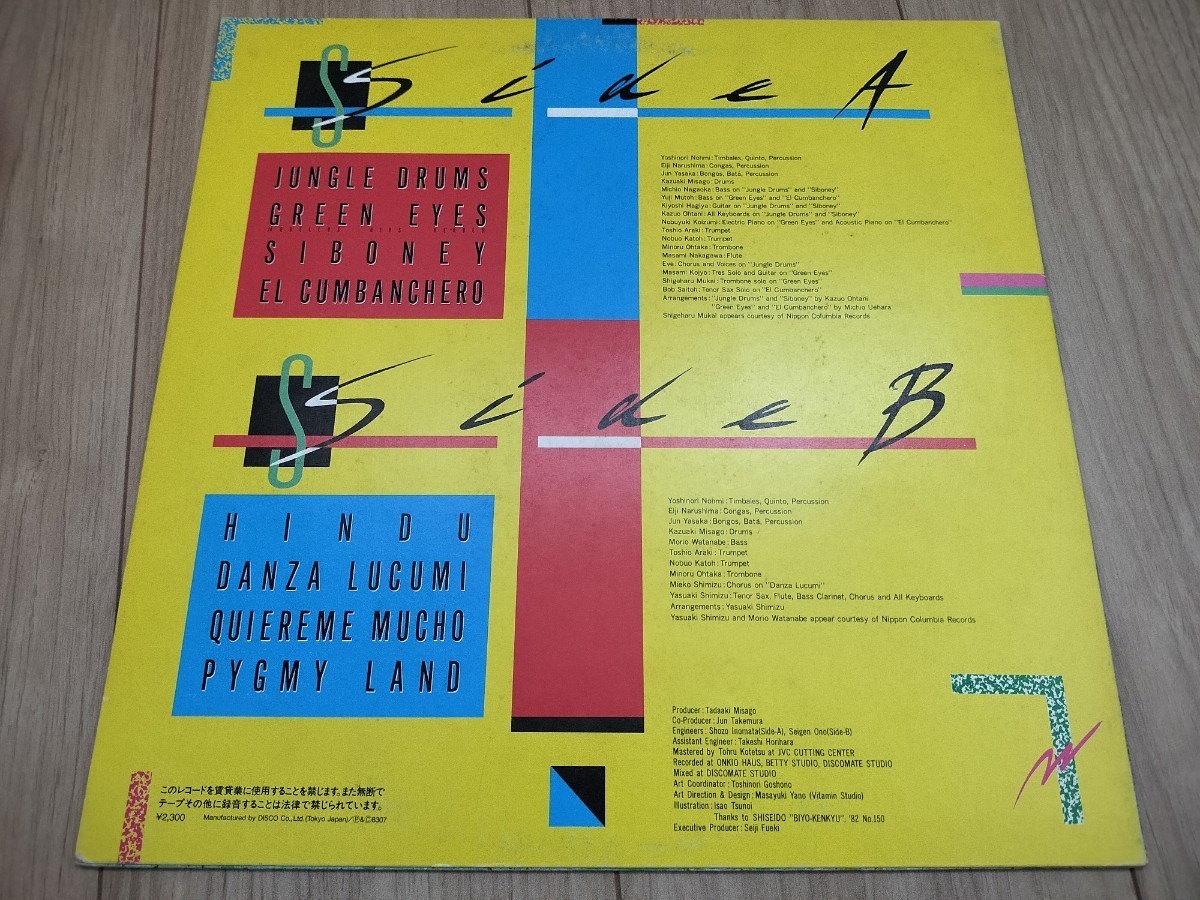 Side A
JUNGLE DRUMS
GREEN EYES
SIBONEY
EL CUMBANCHERO
Yoshinori Nohmi: Timbales, Quinto, Percussion
Eiji Narushima: Congas, Percussion
Jun Yasaka: Bongos, Batá, Percussion
Kazuaki Misago: Drums
Michio Nagaoka: Bass on "Jungle Drums" and "Siboney"
Yuji Mutoh: Bass on "Green Eyes" and "El Cumbanchero"
Kiyoshi Hagiya: Guitar on "Jungle Drums" and "Siboney"
Kazuo Ohtani: All Keyboards on "Jungle Drums" and "Siboney"
Nobuyuki Koizumi: Electric Piano on "Green Eyes" and Acoustic Piano on "El Cumbanchero"
Toshio Araki: Trumpet
Nobuo Katoh: Trumpet
Minoru Ohtaka: Trombone
Masami Nakagawa: Flute
Eve: Chorus and Voices on "Jungle Drums"
Masami Kojyo: Tres Solo and Guitar on "Green Eyes"
Shigeharu Mukai: Trombone solo on "Green Eyes"
Bob Saitoh: Tenor Sax Solo on "El Cumbanchero"
Arrangements: "Jungle Drums" and "Siboney" by Kazuo Ohtani
"Green Eyes" and "El Cumbanchero" by Michio Uehara
Shigeharu Mukai appears courtesy of Nippon Columbia Records
Side B
HINDU
DANZA LUCUMI
QUIEREME MUCHO
PYGMY LAND
Yoshinori Nohmi: Timbales, Quinto, Percussion
Eiji Narushima: Congas, Percussion
Jun Yasaka: Bongos, Batá, Percussion
Kazuaki Misago: Drums
Morio Watanabe: Bass
Toshio Araki: Trumpet
Nobuo Katoh: Trumpet
Minoru Ohtaka: Trombone
Mieko Shimizu: Chorus on "Danza Lucumi"
Yasuaki Shimizu: Tenor Sax, Flute, Bass Clarinet, Chorus and All Keyboards
Arrangements: Yasuaki Shimizu
Yasuaki Shimizu and Morio Watanabe appear courtesy of Nippon Columbia Records
Producer: Tadaaki Misago
Co-Producer: Jun Takemura
Engineers: Shozo Inomata(Side-A), Seigen Ono(Side-B)
Assistant Engineer: Takeshi Horihara
Mastered by Tohru Kotetsu at JVC CUTTING CENTER
Recorded at ONKIO HAUS, BETTY STUDIO, DISCOMATE STUDIO
Mixed at DISCOMATE STUDIO
Art Coordinator: Toshinori Goshono
Art Direction & Design: Masayuki Yano (Vitamin Studio)
Illustration: Isao Tsunoi
Thanks to SHISEIDO "BIYO-KENKYU", '82 No.150
Executive Producer: Seiji Fueki
このレコードを賃貸業に使用することを禁じます。また無断で
テープその他に録音することは法律で禁じられています。
¥2,300 Manufactured by DISCO Co., Ltd. (Tokyo Japan)/Ⓟ&Ⓒ8307